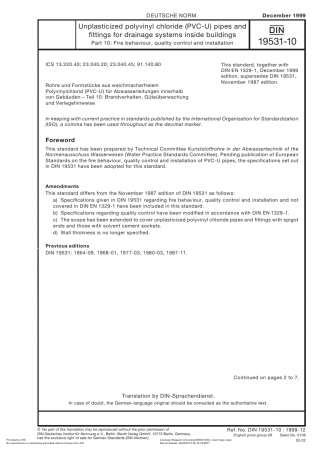 DEUTSCHE NORM
December 1999
Unplasticized polyvinyl chloride (PVC-U) pipes and
fittings for drainage systems inside buildings
Part 10: Fire behaviour, quality control and installation
DIN
19531-10
ICS 13.220.40; 23.040.20; 23.040.45; 91.140.80
This standard, together with
DIN EN 1329-1, December 1999
edition, supersedes DIN 19531,
November 1987 edition.
Rohre und Formstücke aus weichmacherfreiem
Polyvinylchlorid (PVC-U) für Abwasserleitungen innerhalb
von Gebäuden – Teil 10: Brandverhalten, Güteüberwachung
und Verlegehinweise
In keeping with current practice in standards published by the International Organization for Standardization
(ISO), a comma has been used throughout as the decimal marker.
Foreword
This standard has been prepared by Technical Committee Kunststoffrohre in der Abwassertechnik of the
Normenausschuss Wasserwesen (Water Practice Standards Committee). Pending publication of European
Standards on the fire behaviour, quality control and installation of PVC-U pipes, the specifications set out
in DIN 19531 have been adopted for this standard.
Amendments
This standard differs from the November 1987 edition of DIN 19531 as follows:
a) Specifications given in DIN 19531 regarding fire behaviour, quality control and installation and not
covered in DIN EN 1329-1 have been included in this standard.
b) Specifications regarding quality control have been modified in accordance with DIN EN 1329-1.
c) The scope has been extended to cover unplasticized polyvinyl chloride pipes and fittings with spigot
ends and those with solvent cement sockets.
d) Wall thickness is no longer specified.
Previous editions
DIN 19531: 1964-09, 1968-01, 1977-03, 1980-03, 1987-11.
Continued on pages 2 to 7.
Translation by DIN-Sprachendienst.
In case of doubt, the German-language original should be consulted as the authoritative text.
© No part of this translation may be reproduced without the prior permission of
DIN Deutsches Institut für Normung e.V., Berlin. Beuth Verlag GmbH, 10772 Berlin, Germany,
has the exclusive right of sale for German Standards (DIN-Normen).
Ref. No. DIN 19531-10 : 1999-12
English price group 08 Sales No. 0108
05.02